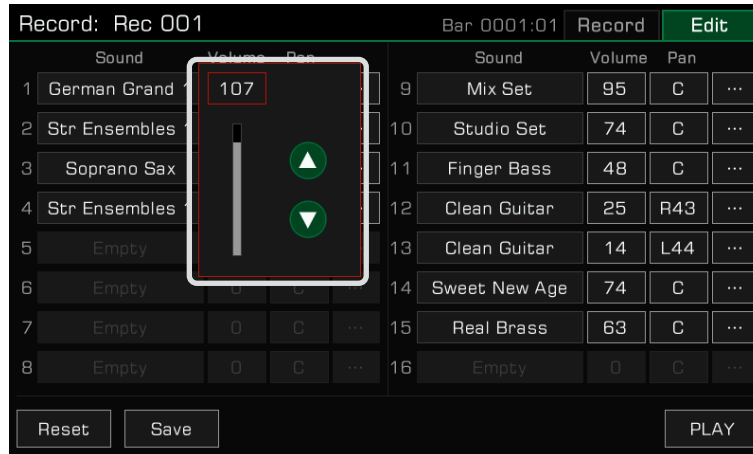 Record: Rec 001 Bar 0001:01 Record Edit
Sound Volume Pan Sound Volume Pan
1 German Grand 107 9 Mix Set 95 C ...
2 Str Ensembles 10 Studio Set 74 C ...
3 Soprano Sax 11 Finger Bass 48 C ...
4 Str Ensembles 12 Clean Guitar 25 R43 ...
5 Empty 13 Clean Guitar 14 L44 ...
6 Empty 0 C ... 14 Sweet New Age 74 C ...
7 Empty 0 C ... 15 Real Brass 63 C ...
8 Empty 0 C ... 16 Empty 0 C ...
Reset Save PLAY